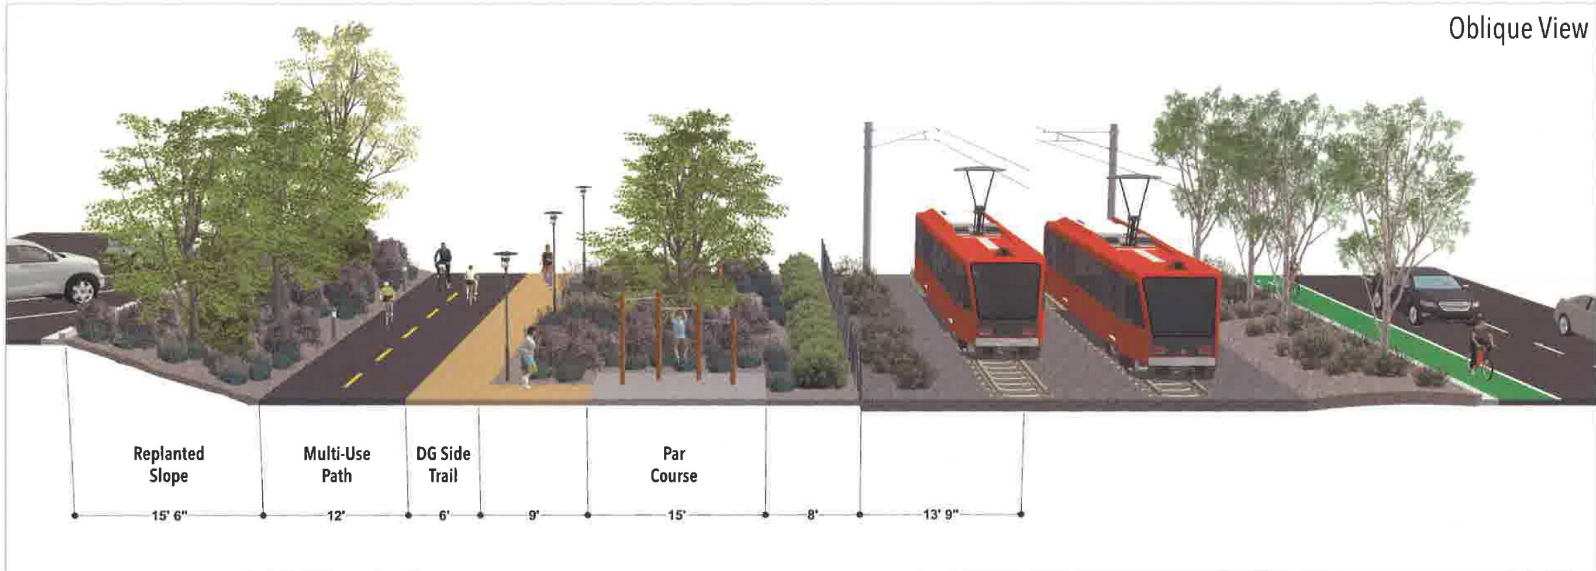 Oblique View
Replanted
Slope
Multi-Use
Path
DG Side
Trail
Par
Course
15' 6"
12'
6'
9'
15'
8'
13' 9"